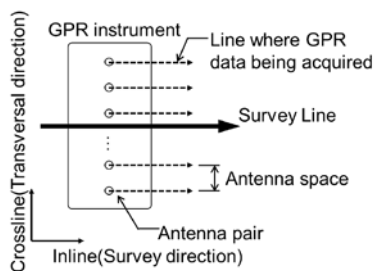 GPR instrument
Line where GPR
data being acquired
Survey Line
Antenna space
Antenna pair
Inline(Survey direction)
Crossline(Transversal direction)